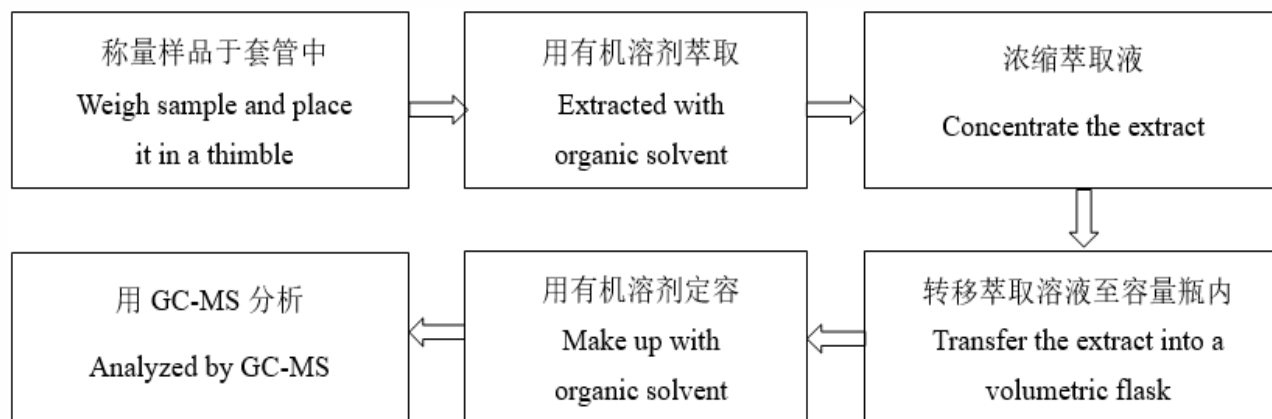 称量样品于套管中
Weigh sample and place
it in a thimble
用有机溶剂萃取
Extracted with
organic solvent
浓缩萃取液
Concentrate the extract
转移萃取溶液至容量瓶内
Transfer the extract into a
volumetric flask
用有机溶剂定容
Make up with
organic solvent
用 GC-MS 分析
Analyzed by GC-MS